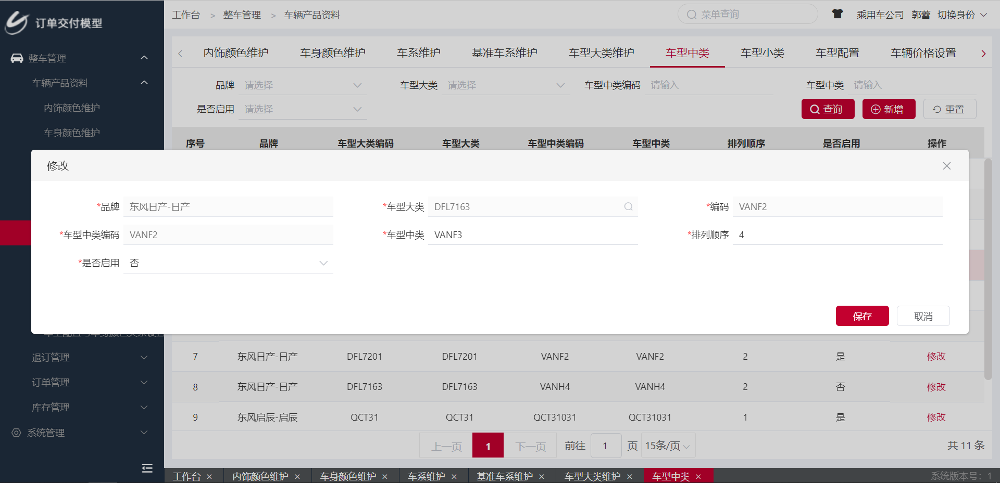 订单交付模型
工作台 > 整车管理 > 车辆产品资料
菜单查询
乘用车公司 郭蕾 切换身份
整车管理
车辆产品资料
内饰颜色维护
车身颜色维护
内饰颜色维护 车身颜色维护 车系维护 基准车系维护 车型大类维护 车型中类 车型小类 车型配置 车辆价格设置
品牌 请选择 车型大类 请选择 车型中类编码 请输入 车型中类 请输入
是否启用 请选择
查询 新增 重置
序号 品牌 车型大类编码 车型大类 车型中类编码 车型中类 排列顺序 是否启用 操作
修改
*品牌 东风日产-日产 *车型大类 DFL7163 *编码 VANF2
*车型中类编码 VANF2 *车型中类 VANF3 *排列顺序 4
*是否启用 否
保存 取消
车型配置与车身颜色关系设置
退订管理
订单管理
库存管理
系统管理
7 东风日产-日产 DFL7201 DFL7201 VANF2 VANF2 2 是 修改
8 东风日产-日产 DFL7163 DFL7163 VANH4 VANH4 2 否 修改
9 东风启辰-启辰 QCT31 QCT31 QCT31031 QCT31031 1 是 修改
上一页 1 下一页 前往 1 页 15条/页 共 11 条
工作台 × 内饰颜色维护 × 车身颜色维护 × 车系维护 × 基准车系维护 × 车型大类维护 × 车型中类 ×
系统版本号：1